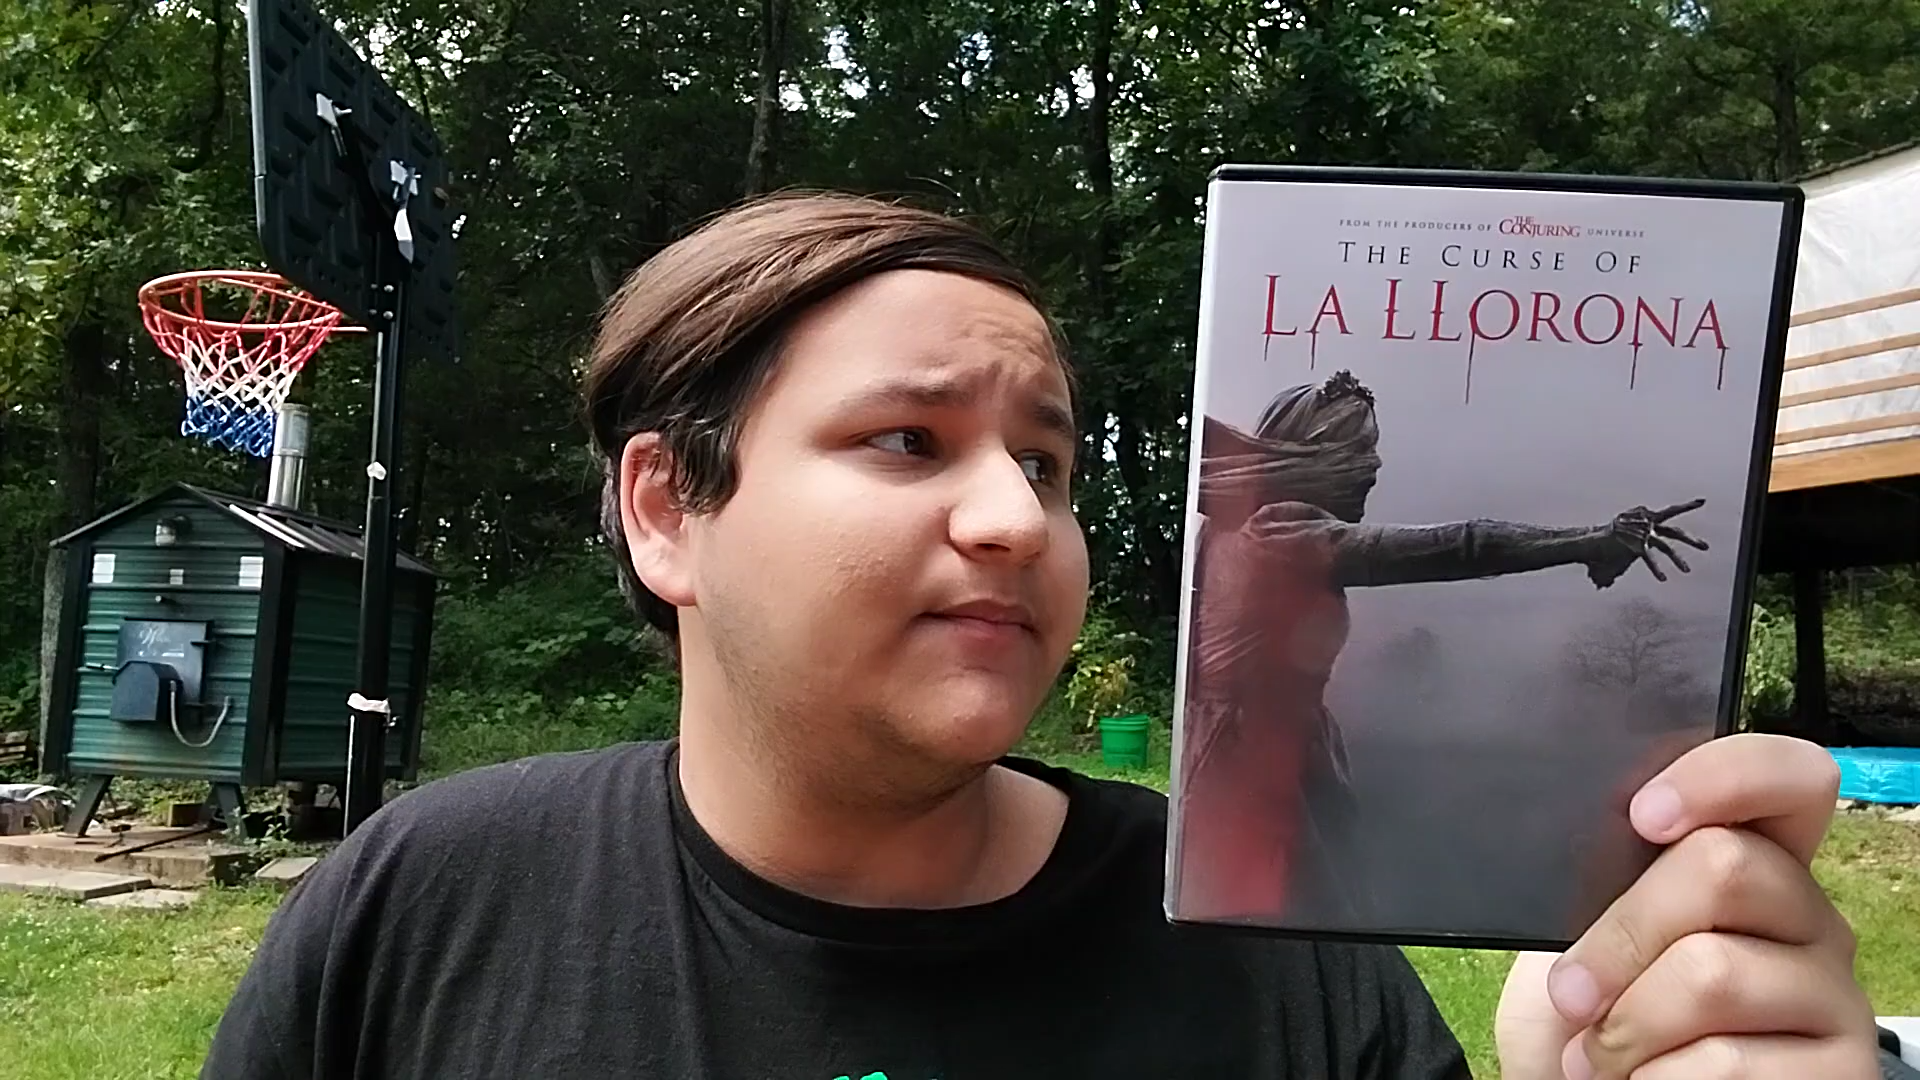 FROM THE PRODUCERS OF THE CONJURING UNIVERSE
THE CURSE OF
LA LLORONA